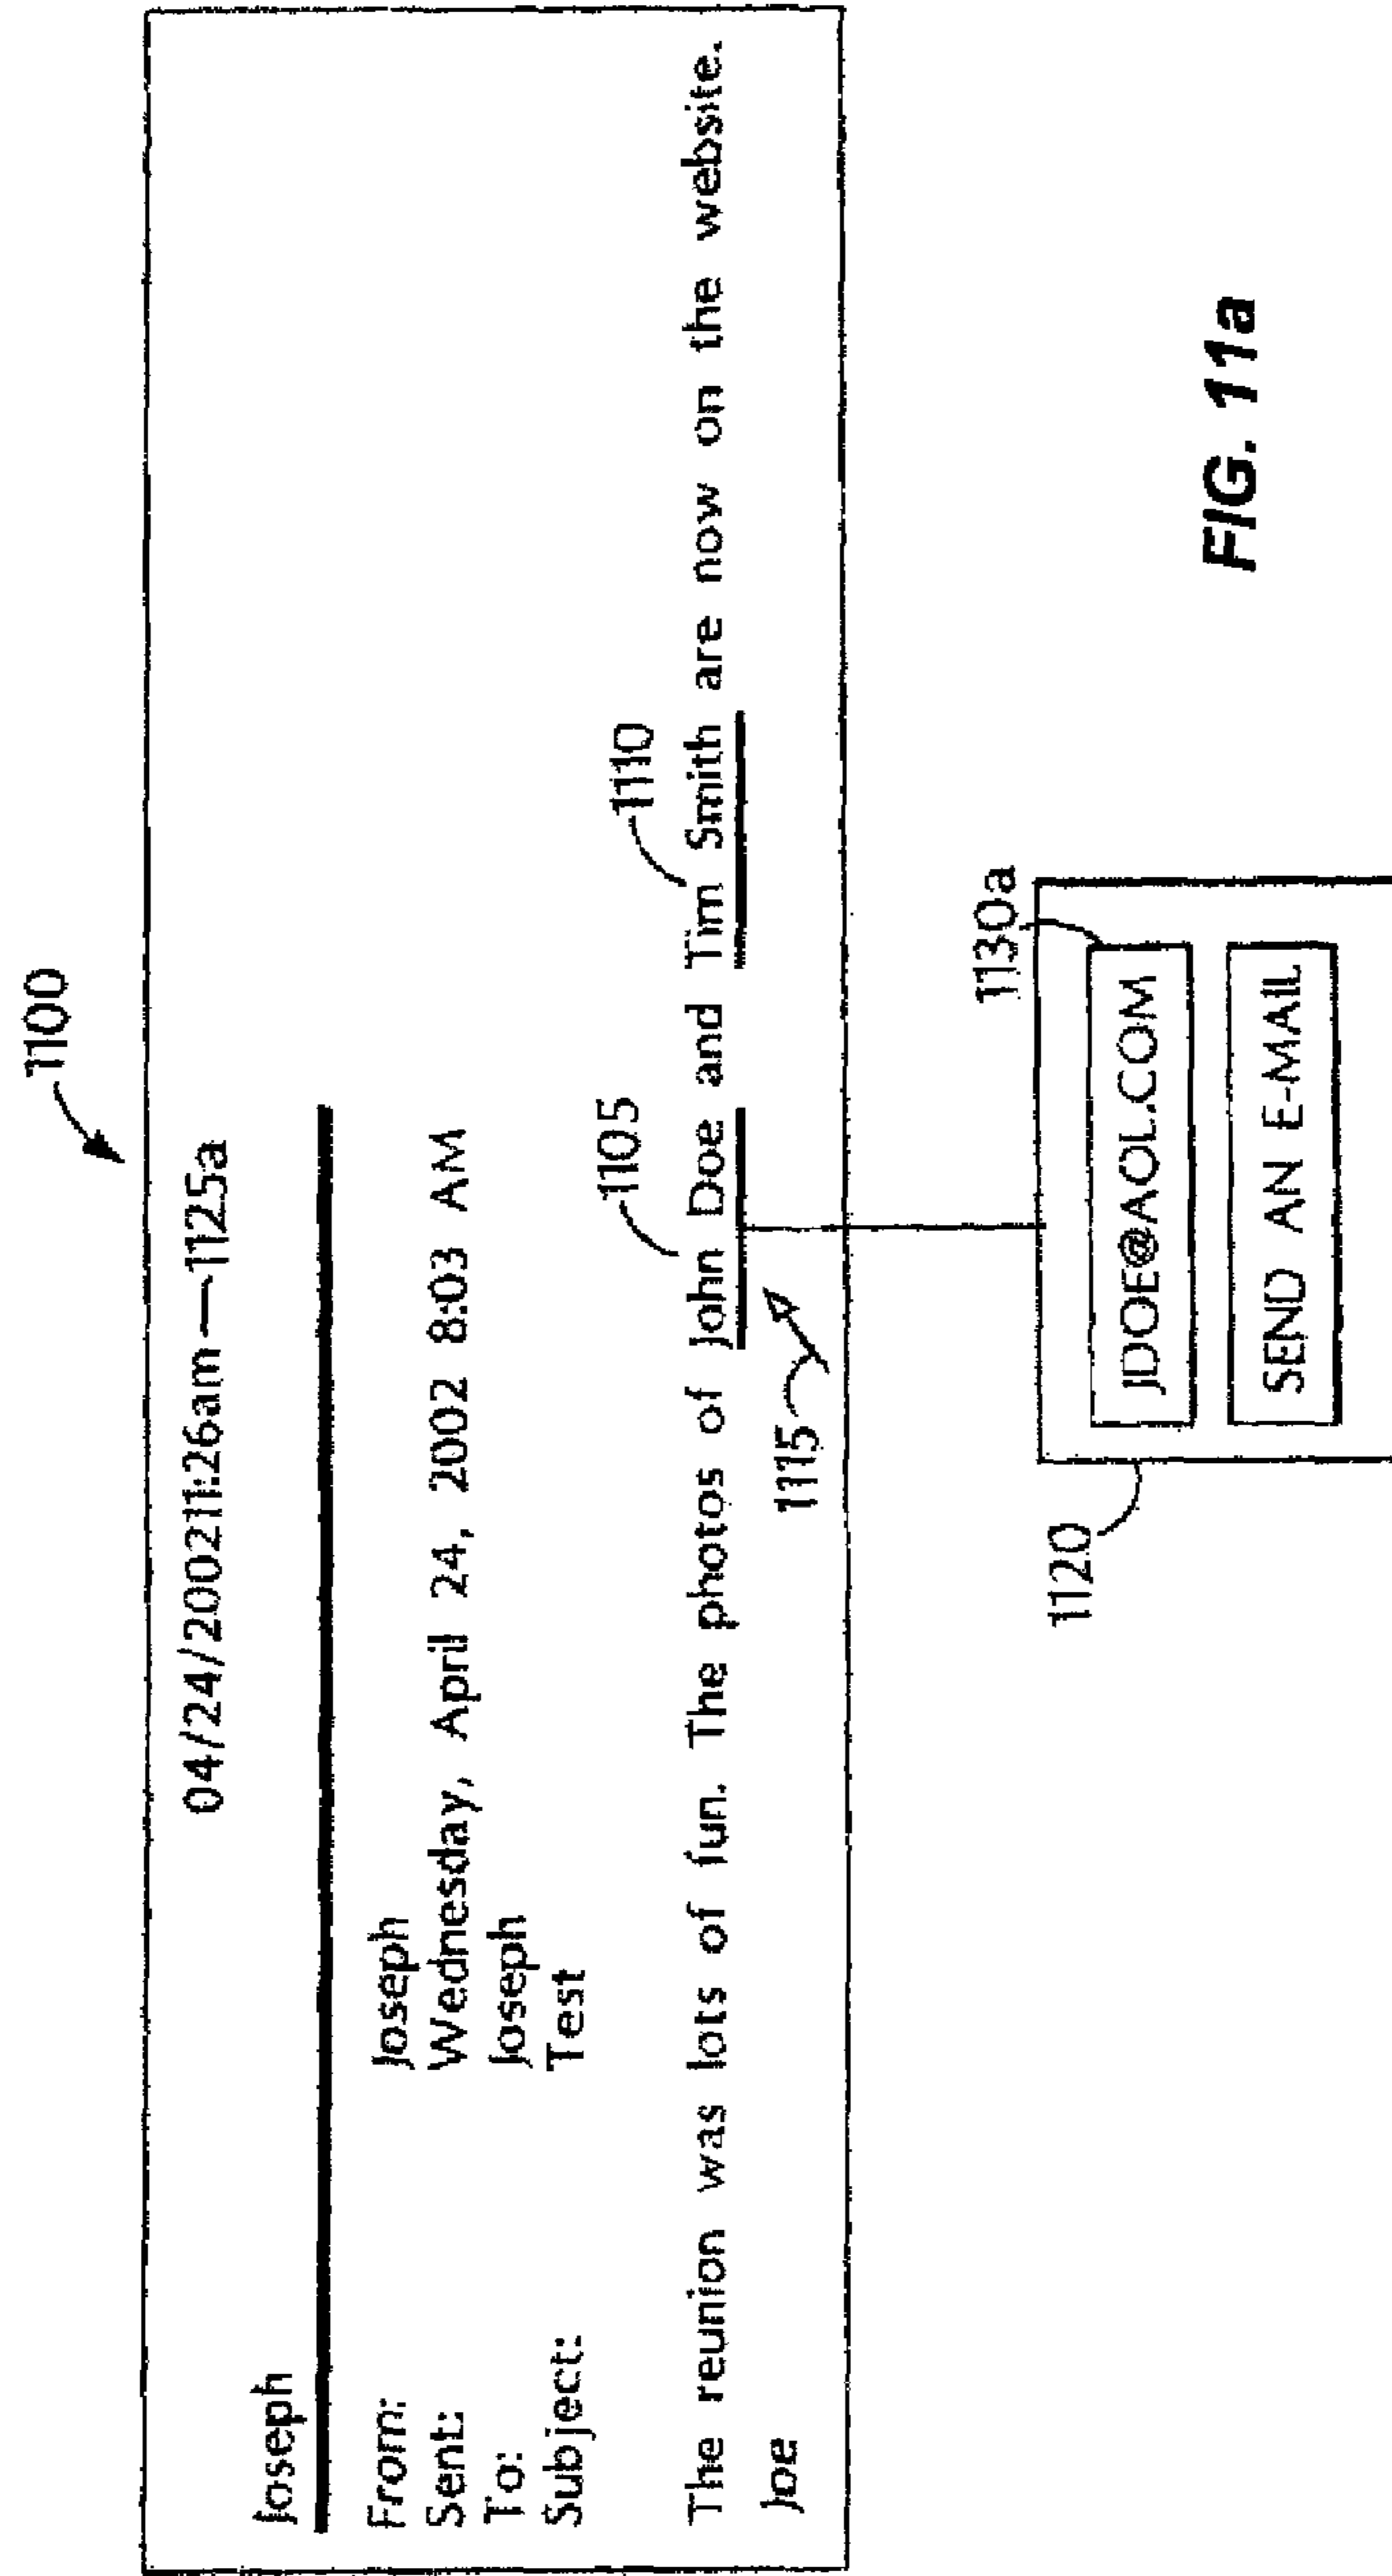 1100
04/24/200211:26am—1125a
Joseph
From: Joseph
Sent: Wednesday, April 24, 2002 8:03 AM
To: Joseph
Subject: Test
1105
1110
The reunion was lots of fun. The photos of John Doe and Tim Smith are now on the website.
Joe
1115
1130a
1120
JDOE@AOL.COM
SEND AN E-MAIL
FIG. 11a